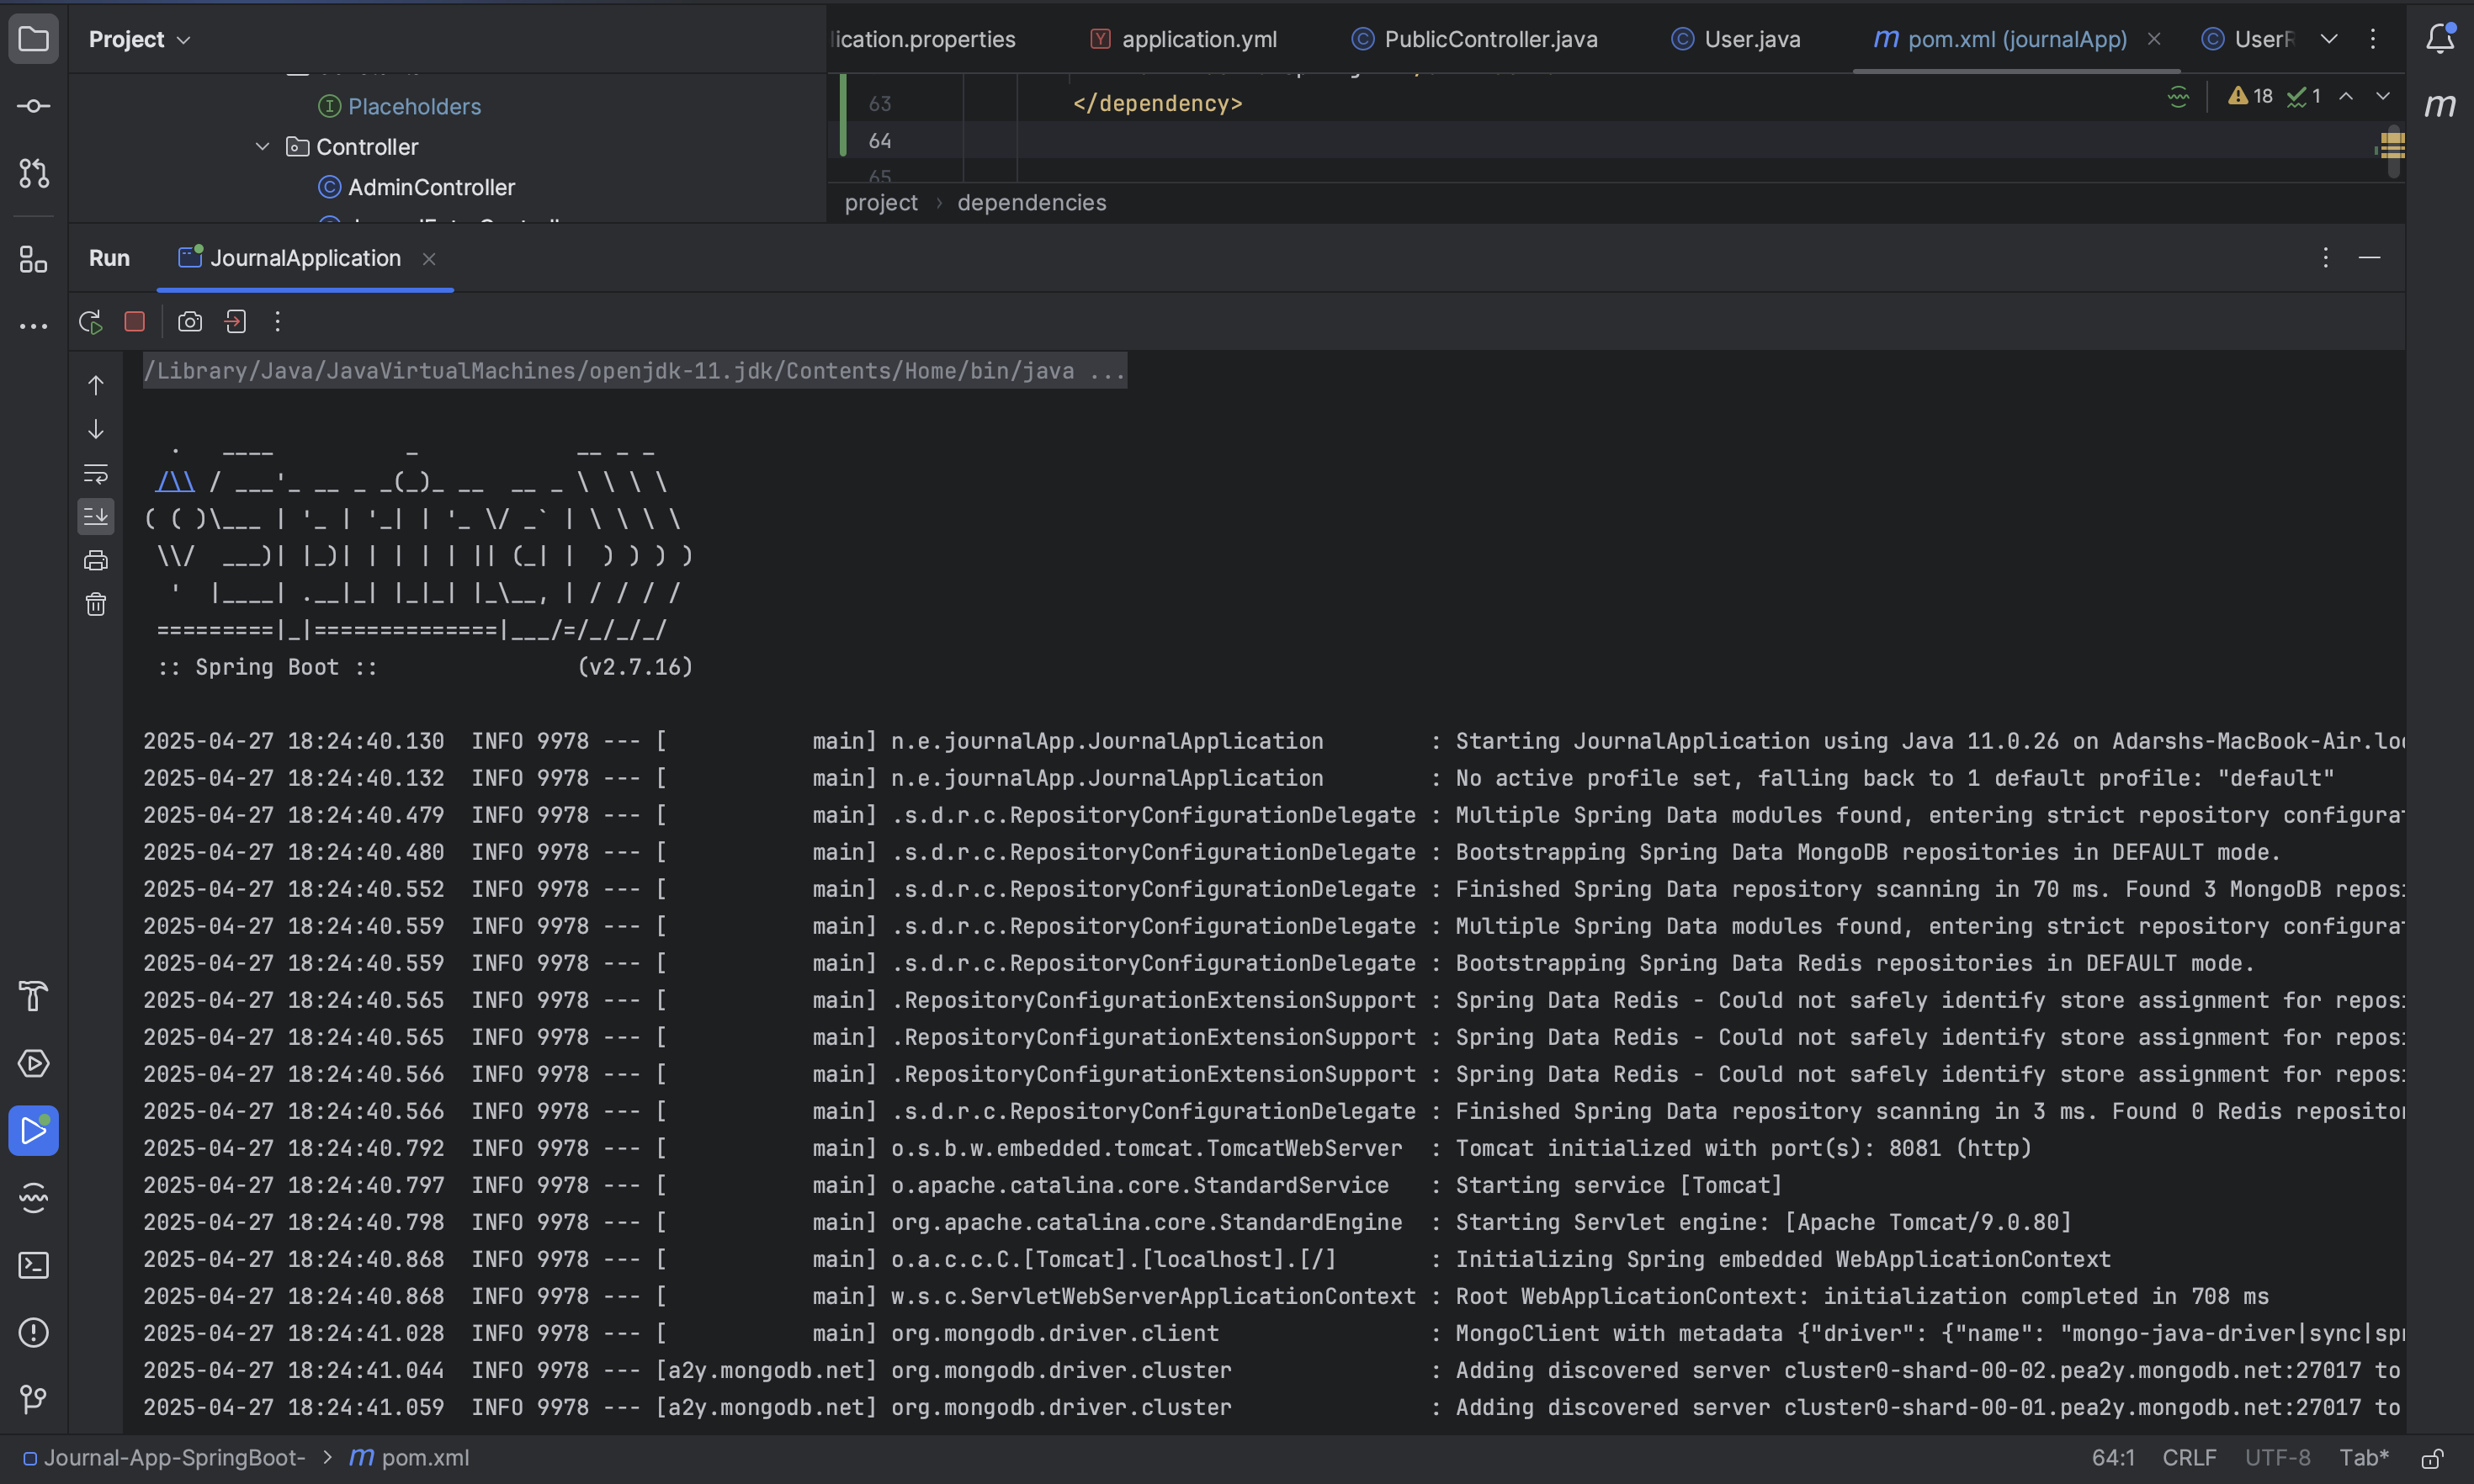 Project
ication.properties
application.yml
PublicController.java
User.java
m pom.xml (journalApp)
UserR
Placeholders
Controller
AdminController
63 </dependency>
64
65
18 1
m
project › dependencies
Run JournalApplication
/Library/Java/JavaVirtualMachines/openjdk-11.jdk/Contents/Home/bin/java ...
  .   ____          _            __ _ _
 /\\ / ___'_ __ _ _(_)_ __  __ _ \ \ \ \
( ( )\___ | '_ | '_| | '_ \/ _` | \ \ \ \
 \\/  ___)| |_)| | | | | || (_| |  ) ) ) )
  '  |____| .__|_| |_|_| |_\__, | / / / /
 =========|_|==============|___/=/_/_/_/
 :: Spring Boot ::                (v2.7.16)
2025-04-27 18:24:40.130  INFO 9978 --- [           main] n.e.journalApp.JournalApplication        : Starting JournalApplication using Java 11.0.26 on Adarshs-MacBook-Air.loc
2025-04-27 18:24:40.132  INFO 9978 --- [           main] n.e.journalApp.JournalApplication        : No active profile set, falling back to 1 default profile: "default"
2025-04-27 18:24:40.479  INFO 9978 --- [           main] .s.d.r.c.RepositoryConfigurationDelegate : Multiple Spring Data modules found, entering strict repository configurat
2025-04-27 18:24:40.480  INFO 9978 --- [           main] .s.d.r.c.RepositoryConfigurationDelegate : Bootstrapping Spring Data MongoDB repositories in DEFAULT mode.
2025-04-27 18:24:40.552  INFO 9978 --- [           main] .s.d.r.c.RepositoryConfigurationDelegate : Finished Spring Data repository scanning in 70 ms. Found 3 MongoDB reposi
2025-04-27 18:24:40.559  INFO 9978 --- [           main] .s.d.r.c.RepositoryConfigurationDelegate : Multiple Spring Data modules found, entering strict repository configurat
2025-04-27 18:24:40.559  INFO 9978 --- [           main] .s.d.r.c.RepositoryConfigurationDelegate : Bootstrapping Spring Data Redis repositories in DEFAULT mode.
2025-04-27 18:24:40.565  INFO 9978 --- [           main] .RepositoryConfigurationExtensionSupport : Spring Data Redis - Could not safely identify store assignment for reposi
2025-04-27 18:24:40.565  INFO 9978 --- [           main] .RepositoryConfigurationExtensionSupport : Spring Data Redis - Could not safely identify store assignment for reposi
2025-04-27 18:24:40.566  INFO 9978 --- [           main] .RepositoryConfigurationExtensionSupport : Spring Data Redis - Could not safely identify store assignment for reposi
2025-04-27 18:24:40.566  INFO 9978 --- [           main] .s.d.r.c.RepositoryConfigurationDelegate : Finished Spring Data repository scanning in 3 ms. Found 0 Redis repositor
2025-04-27 18:24:40.792  INFO 9978 --- [           main] o.s.b.w.embedded.tomcat.TomcatWebServer  : Tomcat initialized with port(s): 8081 (http)
2025-04-27 18:24:40.797  INFO 9978 --- [           main] o.apache.catalina.core.StandardService   : Starting service [Tomcat]
2025-04-27 18:24:40.798  INFO 9978 --- [           main] org.apache.catalina.core.StandardEngine  : Starting Servlet engine: [Apache Tomcat/9.0.80]
2025-04-27 18:24:40.868  INFO 9978 --- [           main] o.a.c.c.C.[Tomcat].[localhost].[/]       : Initializing Spring embedded WebApplicationContext
2025-04-27 18:24:40.868  INFO 9978 --- [           main] w.s.c.ServletWebServerApplicationContext : Root WebApplicationContext: initialization completed in 708 ms
2025-04-27 18:24:41.028  INFO 9978 --- [           main] org.mongodb.driver.client                : MongoClient with metadata {"driver": {"name": "mongo-java-driver|sync|spr
2025-04-27 18:24:41.044  INFO 9978 --- [a2y.mongodb.net] org.mongodb.driver.cluster               : Adding discovered server cluster0-shard-00-02.pea2y.mongodb.net:27017 to
2025-04-27 18:24:41.059  INFO 9978 --- [a2y.mongodb.net] org.mongodb.driver.cluster               : Adding discovered server cluster0-shard-00-01.pea2y.mongodb.net:27017 to
Journal-App-SpringBoot- › m pom.xml
64:1 CRLF UTF-8 Tab*